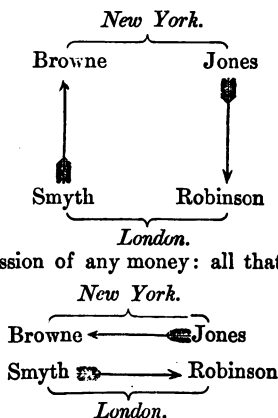 New York.
Browne Jones
Smyth Robinson
London.
ssion of any money: all that
New York.
Browne Jones
Smyth Robinson
London.